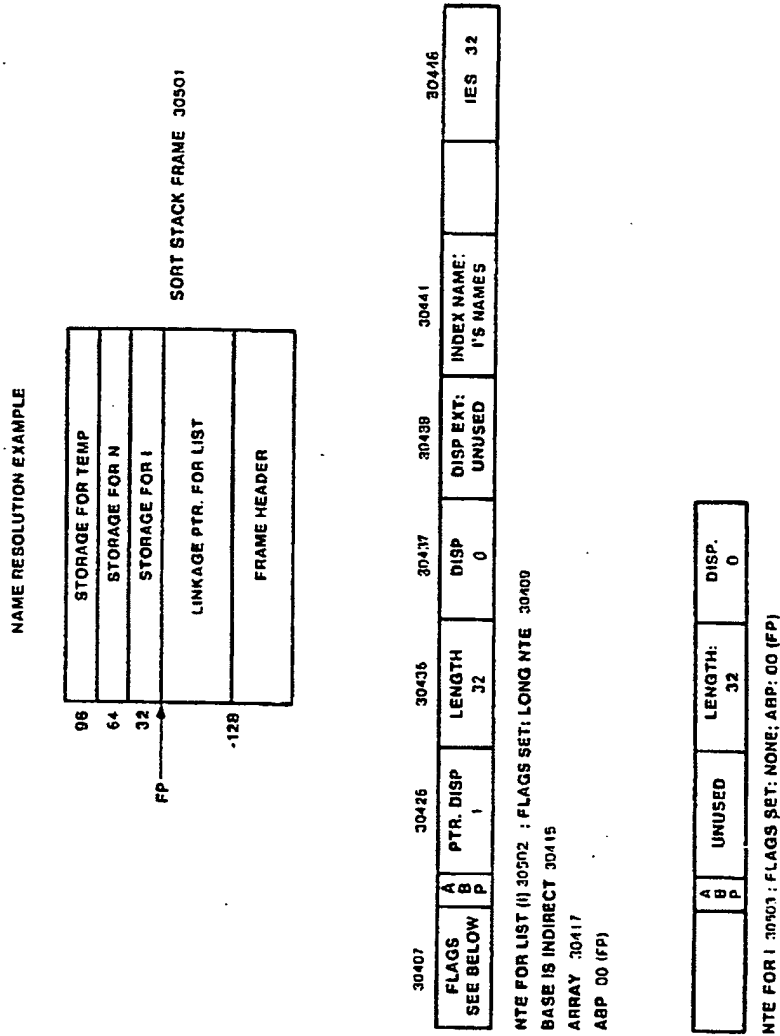 NAME RESOLUTION EXAMPLE
96
STORAGE FOR TEMP
64
STORAGE FOR N
32
STORAGE FOR I
FP
LINKAGE PTR. FOR LIST
-128
FRAME HEADER
SORT STACK FRAME 30501
30407
30425
30435
30437
30439
30441
30446
FLAGS
SEE BELOW
A
B
P
PTR. DISP
1
LENGTH
32
DISP
0
DISP EXT:
UNUSED
INDEX NAME:
I'S NAMES
IES 32
NTE FOR LIST (I) 30502 ; FLAGS SET: LONG NTE 30409
BASE IS INDIRECT 30415
ARRAY 30417
ABP 00 (FP)
A
B
P
UNUSED
LENGTH:
32
DISP.
0
NTE FOR I 30503 ; FLAGS SET: NONE; ABP: 00 (FP)